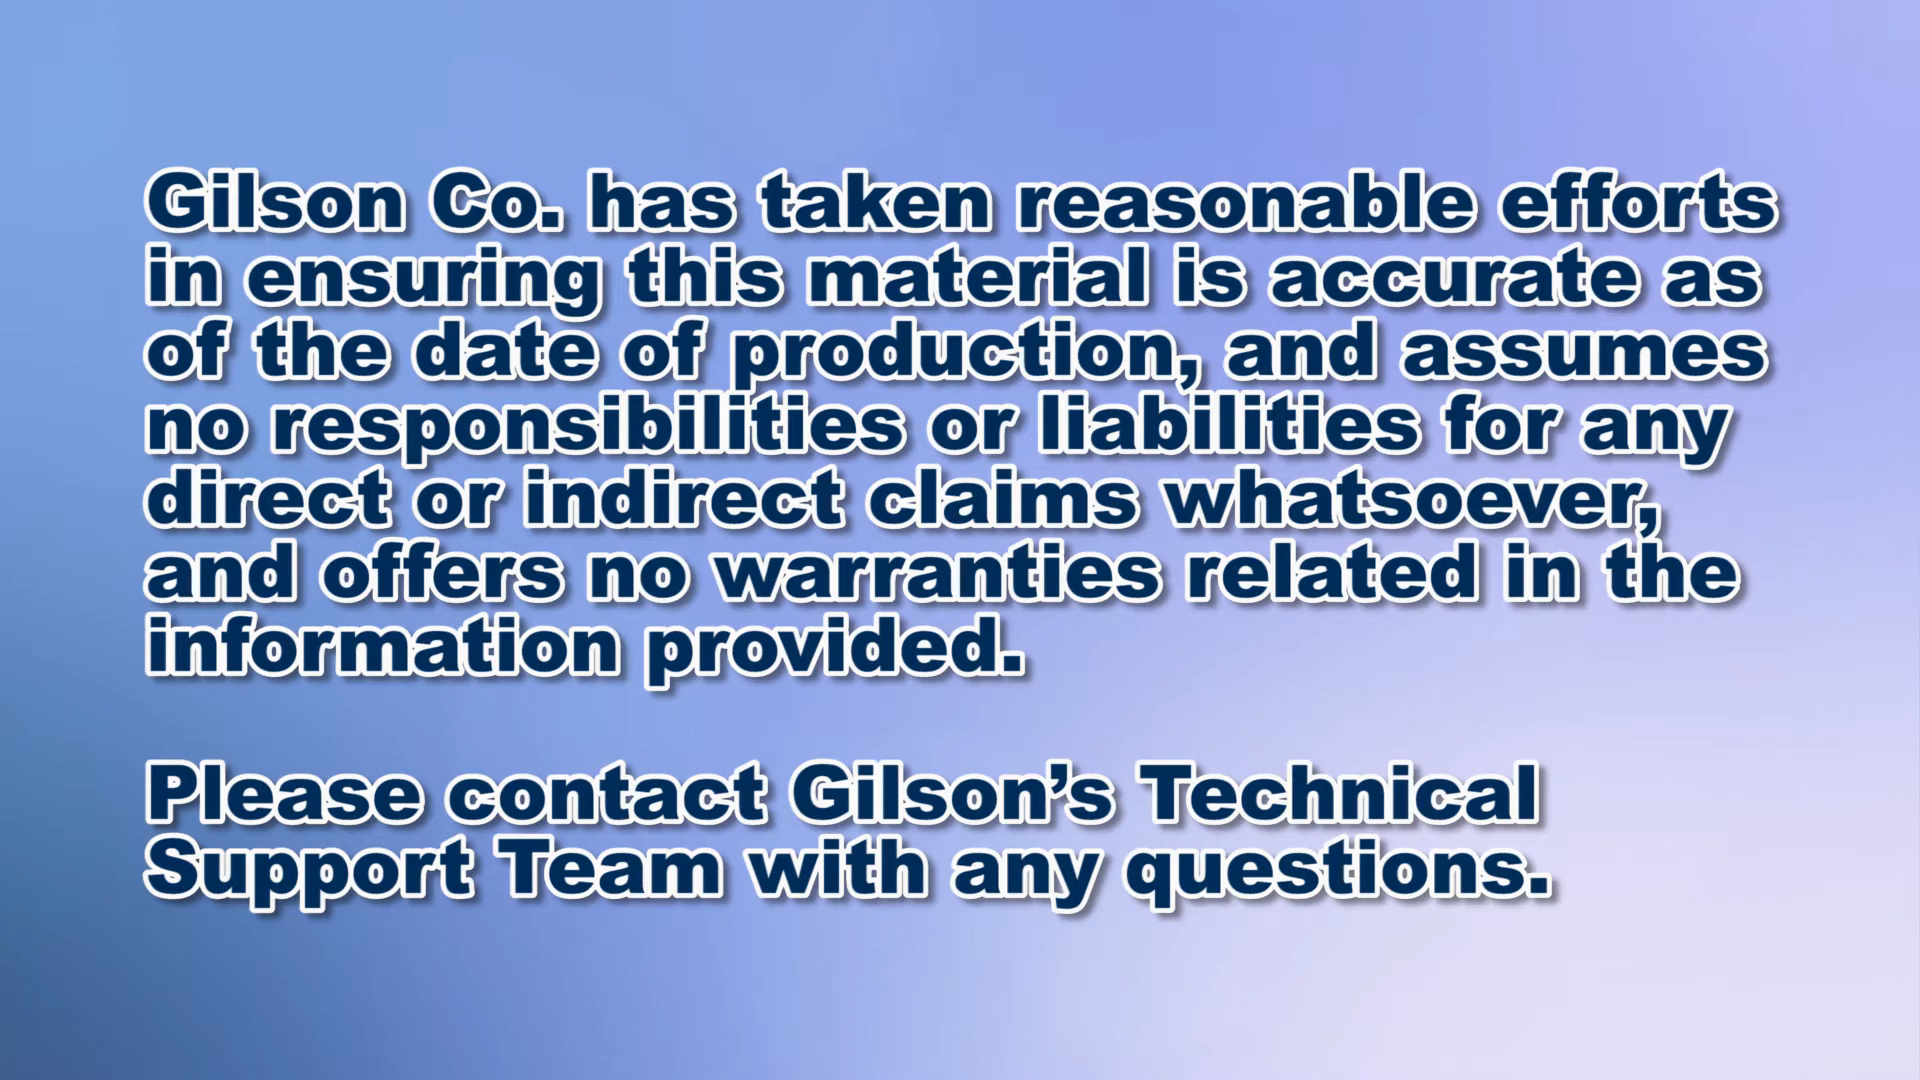 Gilson Co. has taken reasonable efforts
in ensuring this material is accurate as
of the date of production, and assumes
no responsibilities or liabilities for any
direct or indirect claims whatsoever,
and offers no warranties related in the
information provided.
Please contact Gilson’s Technical
Support Team with any questions.